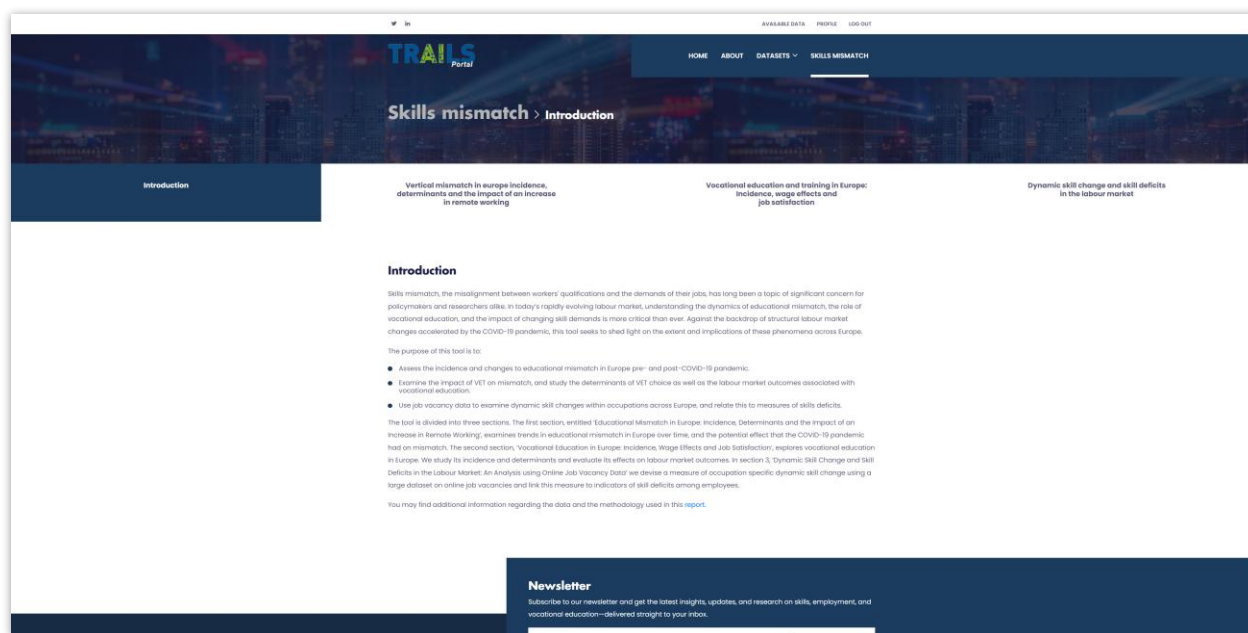 AVAILABLE DATA PROFILE LOG OUT
TRAILS
Portal
HOME ABOUT DATASETS SKILLS MISMATCH
Skills mismatch > Introduction
Introduction
Vertical mismatch in europe incidence,
determinants and the impact of an increase
in remote working
Vocational education and training in Europe:
Incidence, wage effects and
job satisfaction
Dynamic skill change and skill deficits
in the labour market
Introduction
Skills mismatch, the misalignment between workers' qualifications and the demands of their jobs, has long been a topic of significant concern for
policymakers and researchers alike. In today's rapidly evolving labour market, understanding the dynamics of educational mismatch, the role of
vocational education, and the impact of changing skill demands is more critical than ever. Against the backdrop of structural labour market
changes accelerated by the COVID-19 pandemic, this tool seeks to shed light on the extent and implications of these phenomena across Europe.
The purpose of this tool is to:
● Assess the incidence and changes to educational mismatch in Europe pre- and post-COVID-19 pandemic.
● Examine the impact of VET on mismatch, and study the determinants of VET choice as well as the labour market outcomes associated with
vocational education.
● Use job vacancy data to examine dynamic skill changes within occupations across Europe, and relate this to measures of skills deficits.
The tool is divided into three sections. The first section, entitled 'Educational Mismatch in Europe: Incidence, Determinants and the Impact of an
Increase in Remote Working', examines trends in educational mismatch in Europe over time, and the potential effect that the COVID-19 pandemic
had on mismatch. The second section, 'Vocational Education in Europe: Incidence, Wage Effects and Job Satisfaction', explores vocational education
in Europe. We study its incidence and determinants and evaluate its effects on labour market outcomes. In section 3, 'Dynamic Skill Change and Skill
Deficits in the Labour Market: An Analysis using Online Job Vacancy Data' we devise a measure of occupation specific dynamic skill change using a
large dataset on online job vacancies and link this measure to indicators of skill deficits among employees.
You may find additional information regarding the data and the methodology used in this report.
Newsletter
Subscribe to our newsletter and get the latest insights, updates, and research on skills, employment, and
vocational education—delivered straight to your inbox.